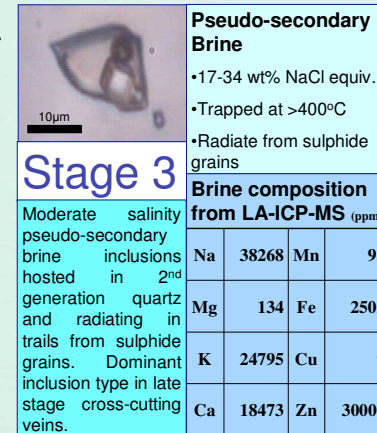 Pseudo-secondary
Brine
•17-34 wt% NaCl equiv.
•Trapped at >400ºC
•Radiate from sulphide
grains
10µm
Stage 3
Moderate salinity
pseudo-secondary
brine inclusions
hosted in 2nd
generation quartz
and radiating in
trails from sulphide
grains. Dominant
inclusion type in late
stage cross-cutting
veins.
Brine composition
from LA-ICP-MS (ppm
Na 38268 Mn
Mg 134 Fe
K 24795 Cu
Ca 18473 Zn